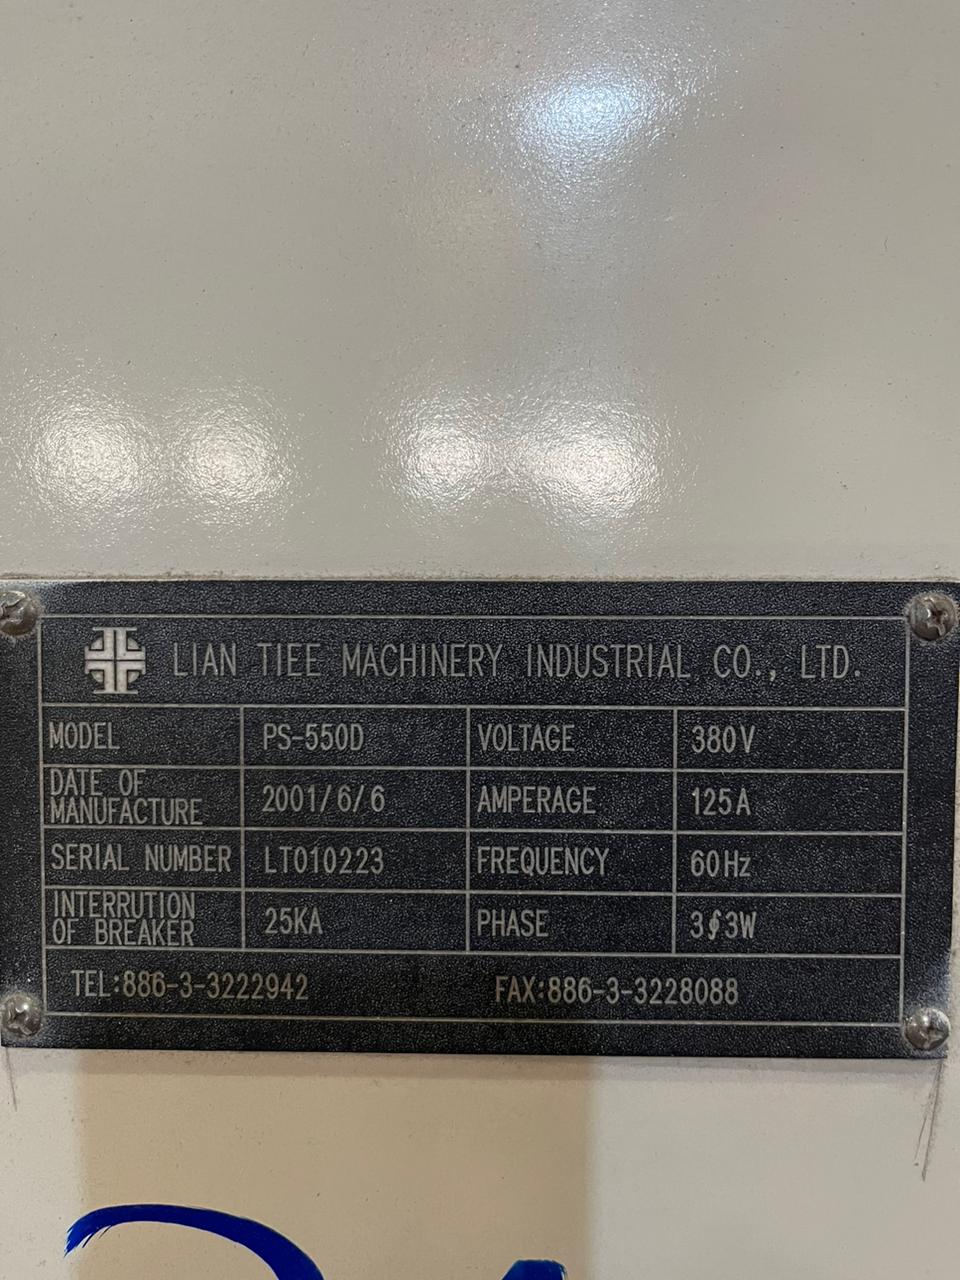 LIAN TIEE MACHINERY INDUSTRIAL CO., LTD.
MODEL PS-550D VOLTAGE 380V
DATE OF MANUFACTURE 2001/6/6 AMPERAGE 125A
SERIAL NUMBER LT010223 FREQUENCY 60Hz
INTERRUTION OF BREAKER 25KA PHASE 3∮3W
TEL:886-3-3222942 FAX:886-3-3228088